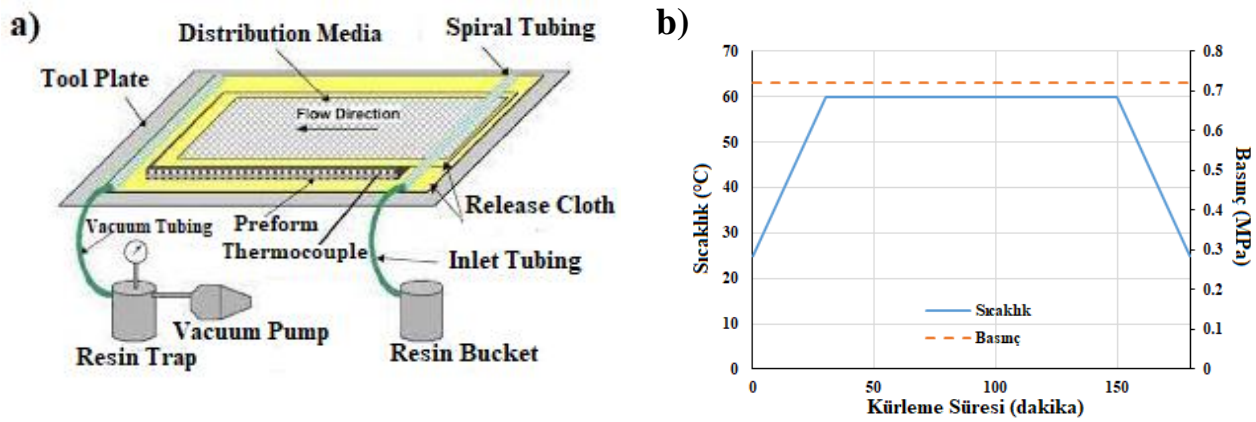 a)
Distribution Media
Spiral Tubing
Tool Plate
Flow Direction
Release Cloth
Vacuum Tubing
Preform
Thermocouple
Inlet Tubing
Vacuum Pump
Resin Trap
Resin Bucket
b)
70
60
50
40
30
20
10
0
Sıcaklık (°C)
0.8
0.7
0.6
0.5
0.4
0.3
0.2
0.1
0
Basınç (MPa)
Sıcaklık
Basınç
0
50
100
150
Kürleme Süresi (dakika)